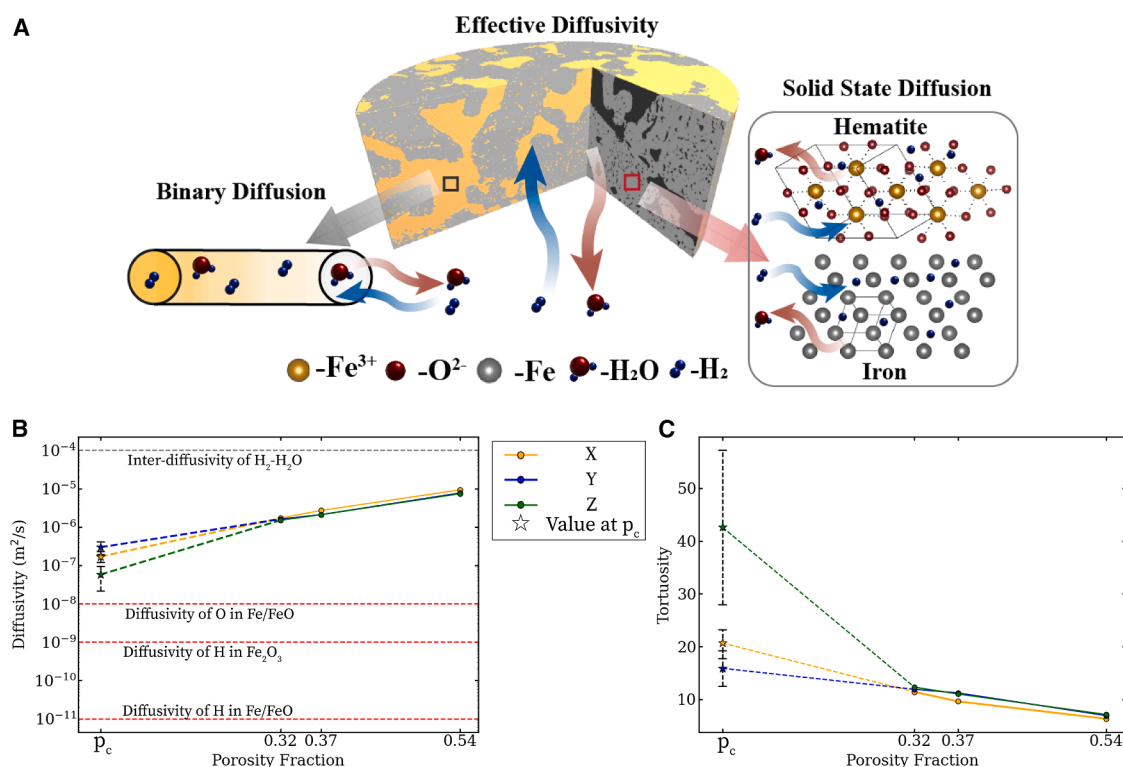 A
Effective Diffusivity
Solid State Diffusion
Hematite
Binary Diffusion
-Fe³⁺ -O²⁻ -Fe -H₂O -H₂
Iron
B
Diffusivity (m²/s)
10⁻⁴
10⁻⁵
10⁻⁶
10⁻⁷
10⁻⁸
10⁻⁹
10⁻¹⁰
10⁻¹¹
Inter-diffusivity of H₂-H₂O
Diffusivity of O in Fe/FeO
Diffusivity of H in Fe₂O₃
Diffusivity of H in Fe/FeO
p_c 0.32 0.37 0.54
Porosity Fraction
X
Y
Z
Value at p_c
C
Tortuosity
50
40
30
20
10
p_c 0.32 0.37 0.54
Porosity Fraction